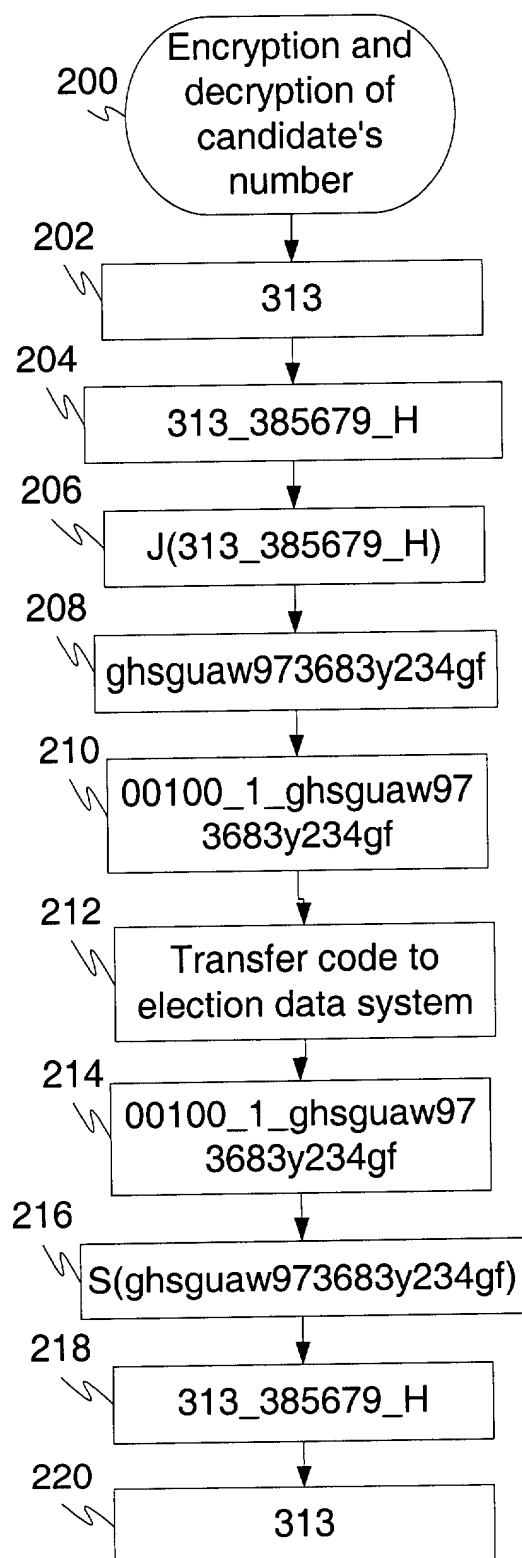 200
Encryption and
decryption of
candidate's
number
202
313
204
313_385679_H
206
J(313_385679_H)
208
ghsguaw973683y234gf
210
00100_1_ghsguaw97
3683y234gf
212
Transfer code to
election data system
214
00100_1_ghsguaw97
3683y234gf
216
S(ghsguaw973683y234gf)
218
313_385679_H
220
313